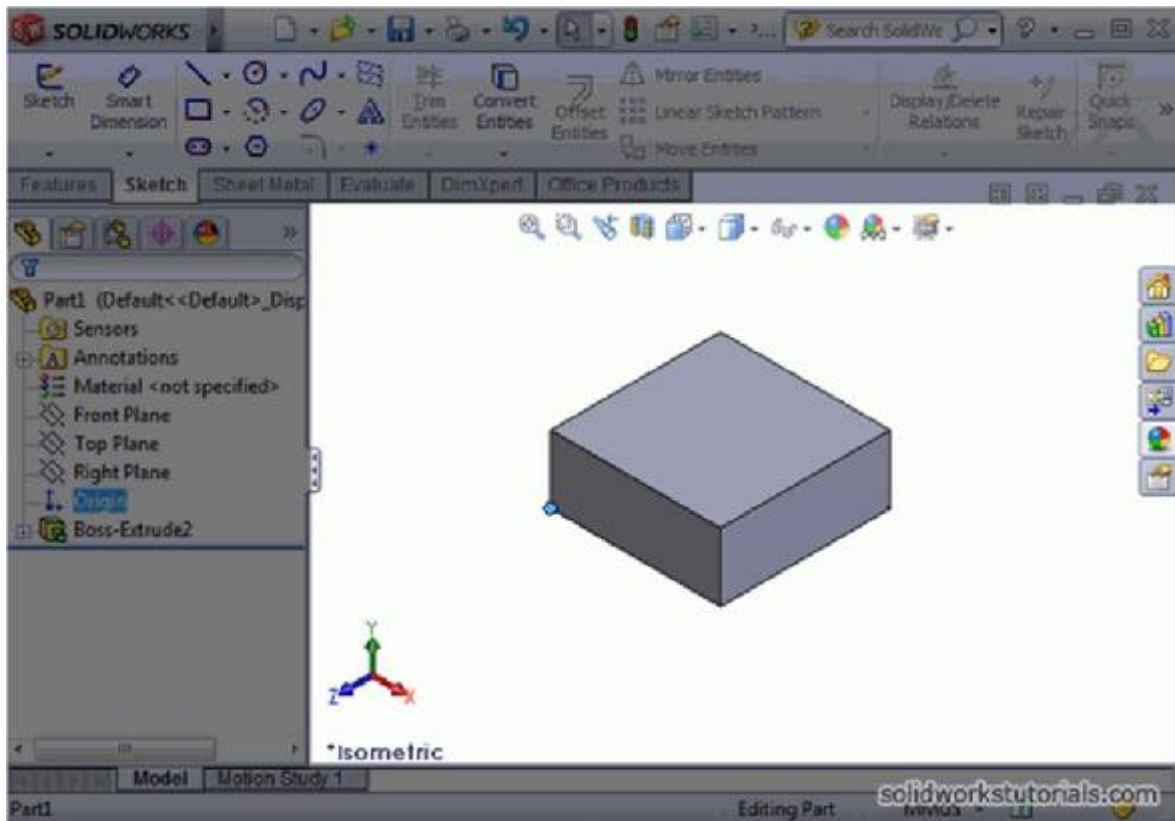 SOLIDWORKS
Search SolidWo
Sketch Smart Dimension Trim Entities Convert Entities Offset Entities Mirror Entities Linear Sketch Pattern Move Entities Display/Delete Relations Repair Sketch Quick Snaps
Features Sketch Sheet Metal Evaluate DimXpert Office Products
Part1 (Default<<Default>_Disp
Sensors
A Annotations
Material <not specified>
Front Plane
Top Plane
Right Plane
Origin
Boss-Extrude2
Y
Z X
*Isometric
Model Motion Study 1
Part1 Editing Part MMGS
solidworkstutorials.com